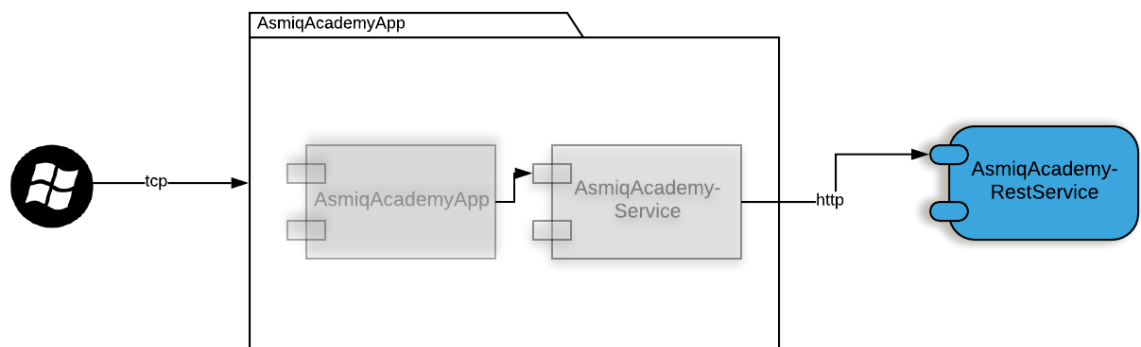 AsmiqAcademyApp
tcp
AsmiqAcademyApp
AsmiqAcademy-
Service
http
AsmiqAcademy-
RestService